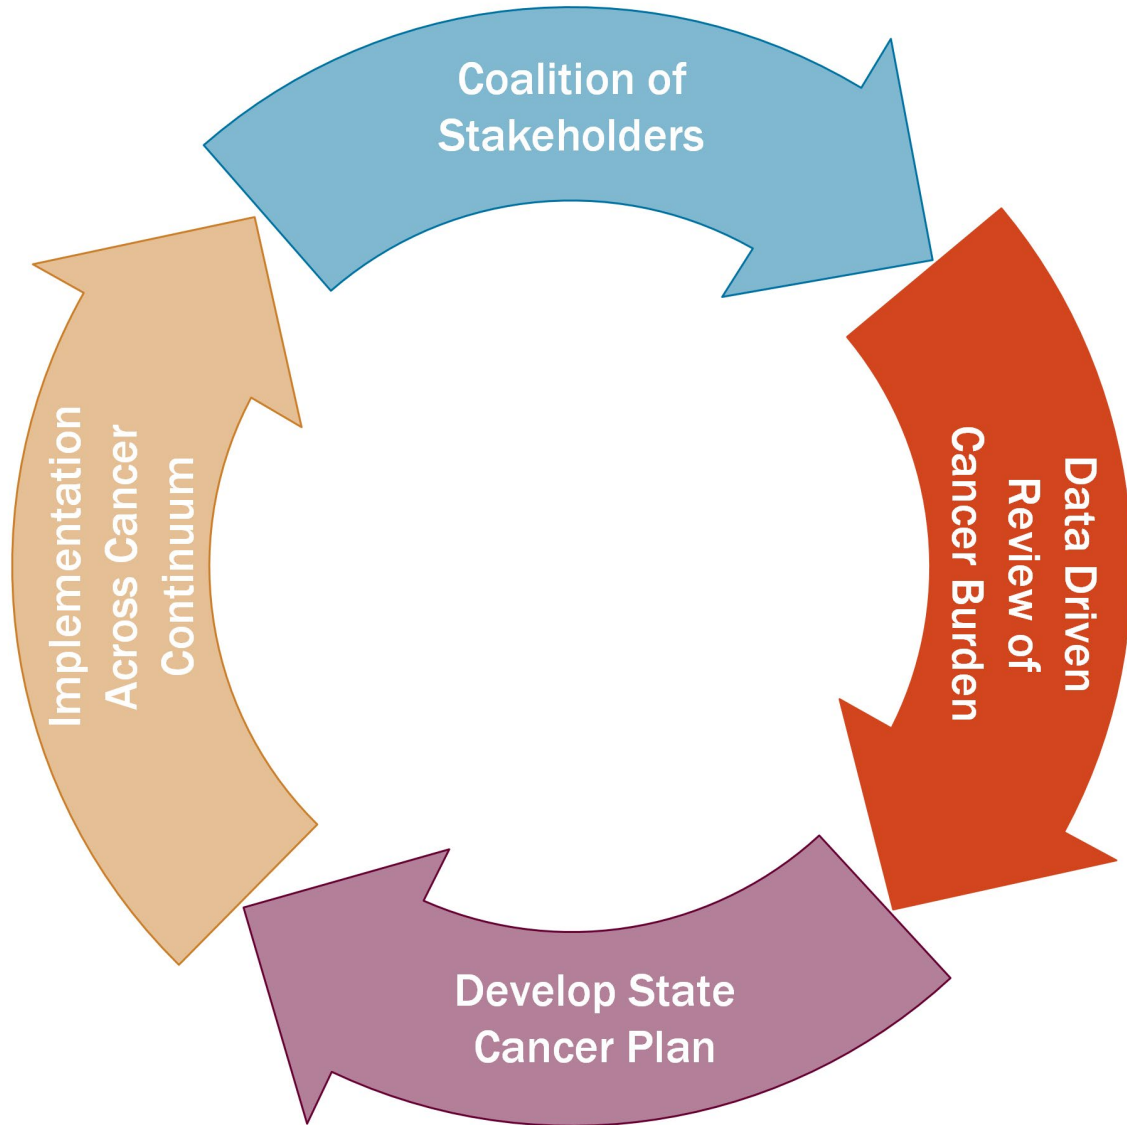 Coalition of
Stakeholders
Data Driven
Review of
Cancer Burden
Develop State
Cancer Plan
Implementation
Across Cancer
Continuum